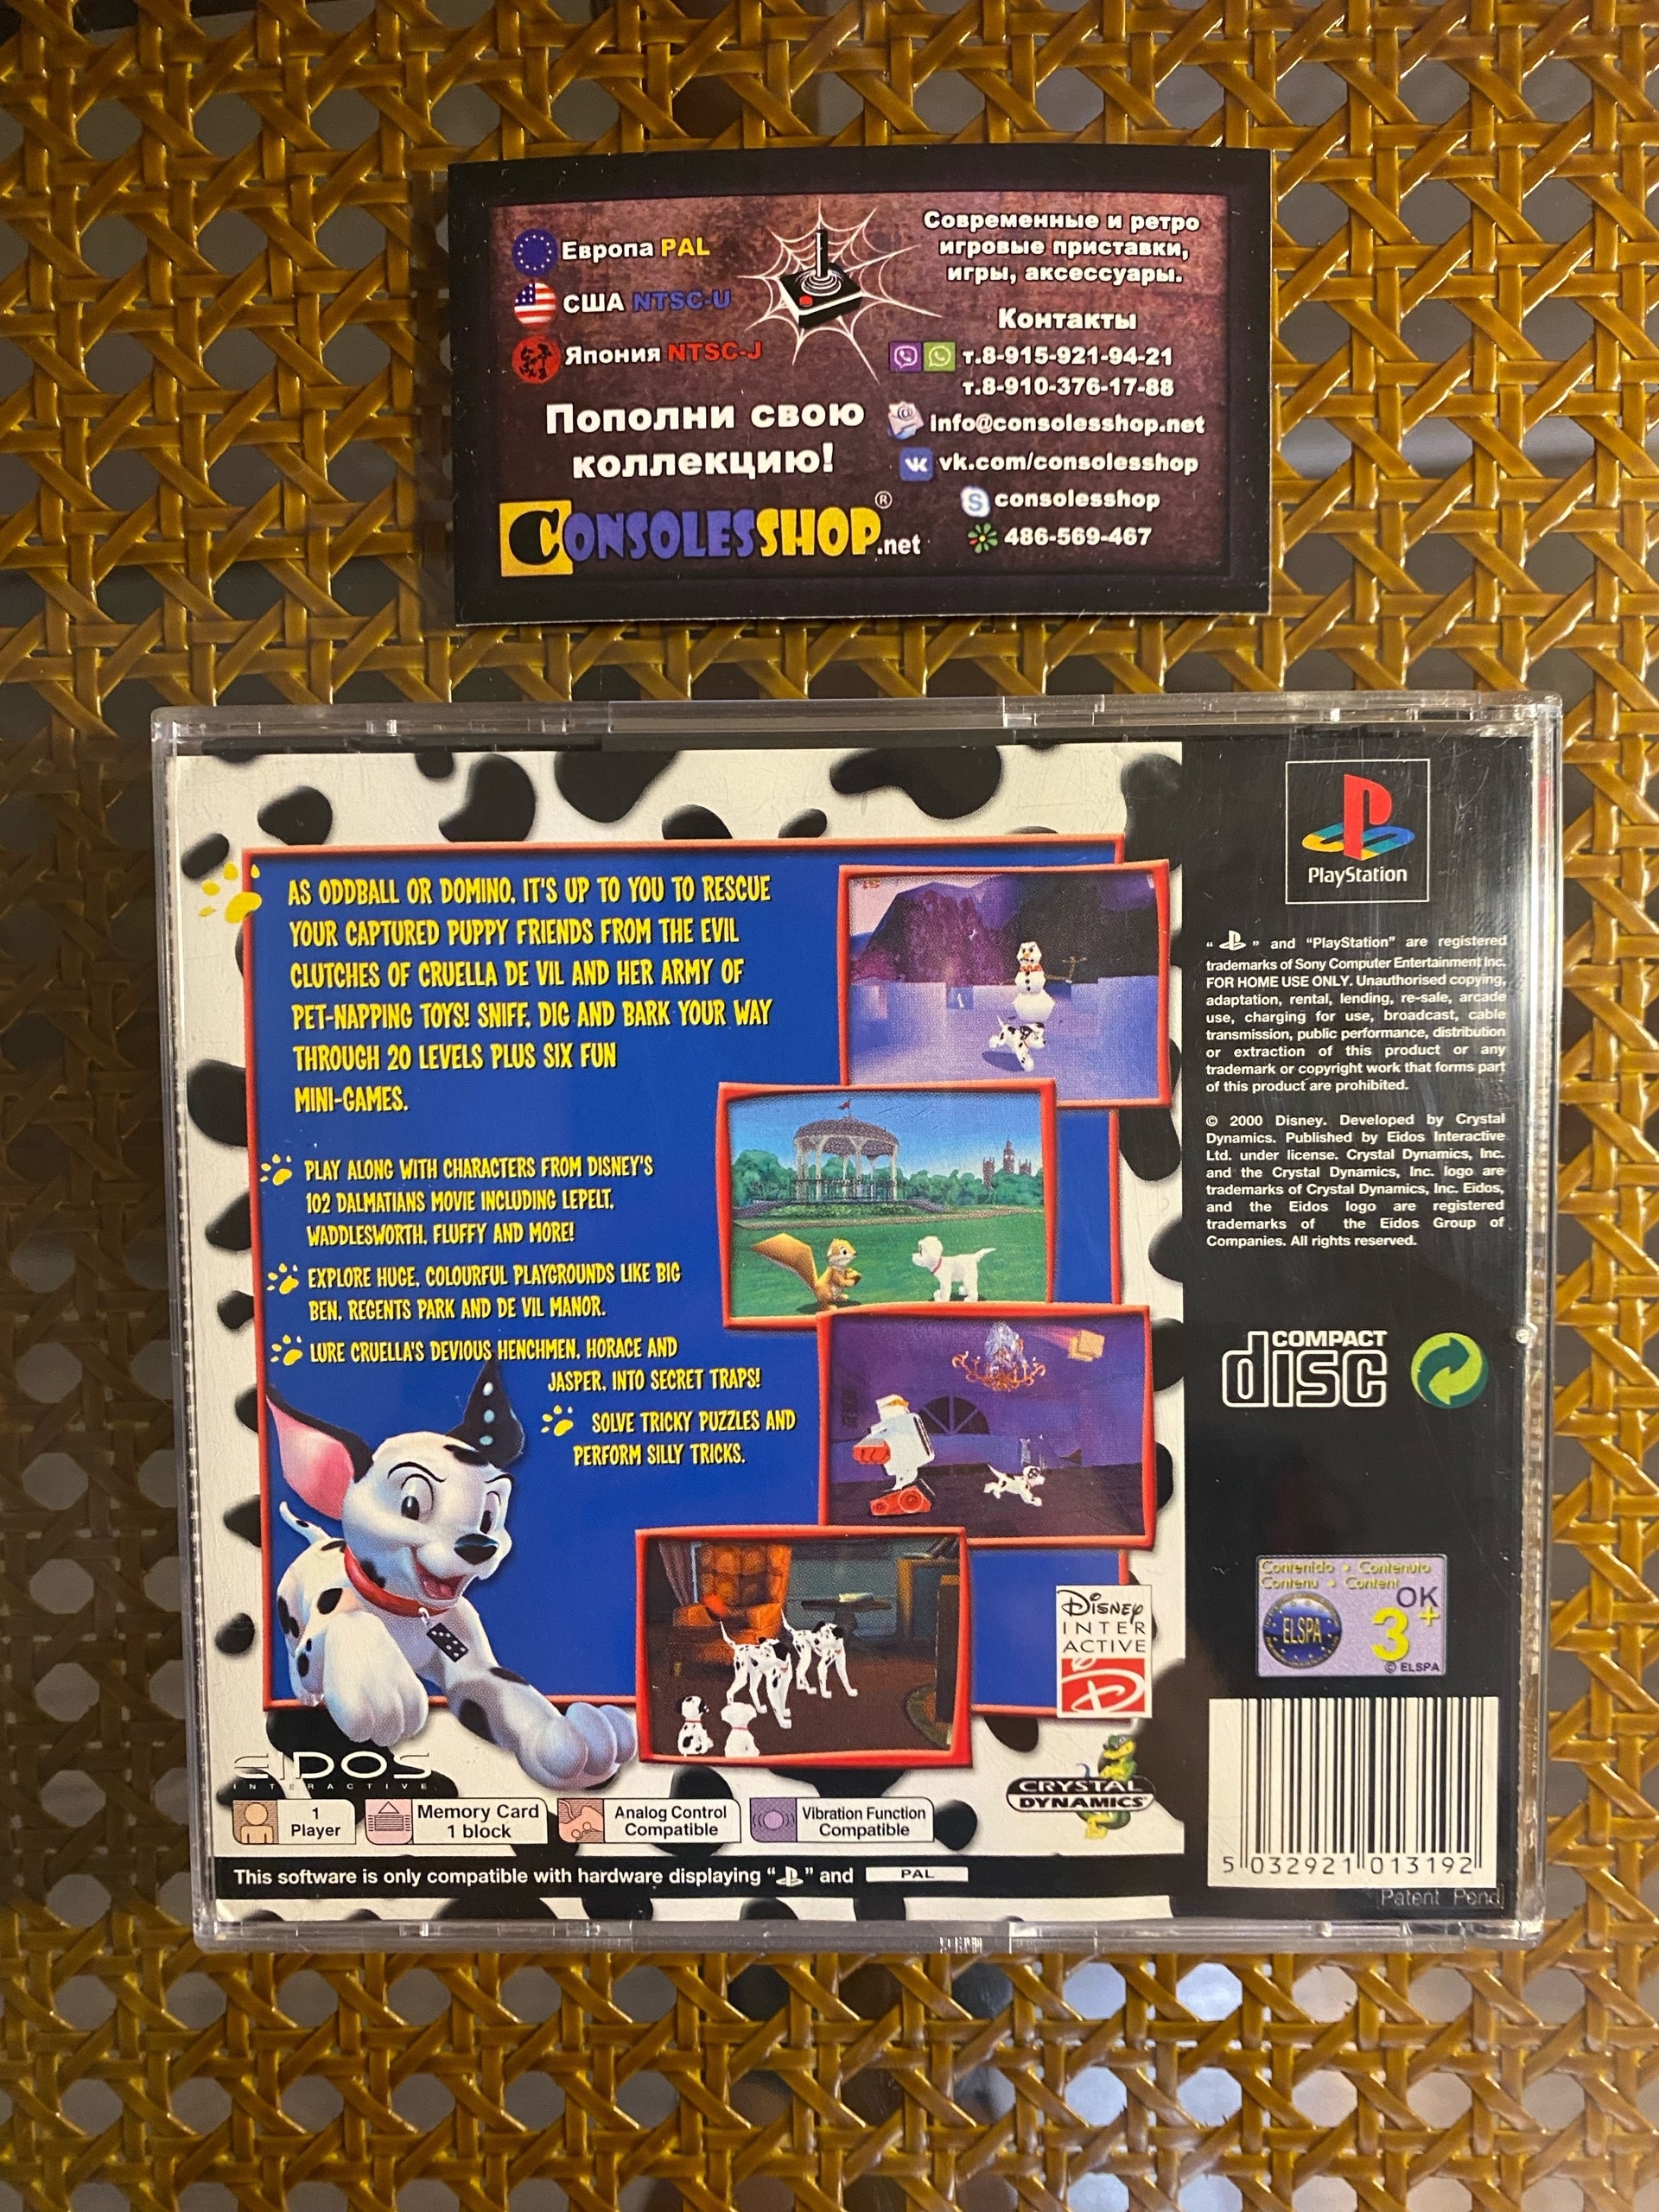 Европа PAL
США NTSC-U
Япония NTSC-J
Пополни свою
коллекцию!
CONSOLESSHOP.net
®
Современные и ретро
игровые приставки,
игры, аксессуары.
Контакты
т.8-915-921-94-21
т.8-910-376-17-88
Info@consolesshop.net
vk.com/consolesshop
consolesshop
486-569-467
AS ODDBALL OR DOMINO, IT'S UP TO YOU TO RESCUE
YOUR CAPTURED PUPPY FRIENDS FROM THE EVIL
CLUTCHES OF CRUELLA DE VIL AND HER ARMY OF
PET-NAPPING TOYS! SNIFF, DIG AND BARK YOUR WAY
THROUGH 20 LEVELS PLUS SIX FUN
MINI-GAMES.
PLAY ALONG WITH CHARACTERS FROM DISNEY'S
102 DALMATIANS MOVIE INCLUDING LEPELT,
WADDLESWORTH, FLUFFY AND MORE!
EXPLORE HUGE, COLOURFUL PLAYGROUNDS LIKE BIG
BEN, REGENTS PARK AND DE VIL MANOR.
LURE CRUELLA'S DEVIOUS HENCHMEN, HORACE AND
JASPER, INTO SECRET TRAPS!
SOLVE TRICKY PUZZLES AND
PERFORM SILLY TRICKS.
DISNEY
INTER
ACTIVE
EIDOS
INTERACTIVE
CRYSTAL
DYNAMICS
1
Player
Memory Card
1 block
Analog Control
Compatible
Vibration Function
Compatible
This software is only compatible with hardware displaying “ ” and PAL
PlayStation
“ ” and “PlayStation” are registered
trademarks of Sony Computer Entertainment Inc.
FOR HOME USE ONLY. Unauthorised copying,
adaptation, rental, lending, re-sale, arcade
use, charging for use, broadcast, cable
transmission, public performance, distribution
or extraction of this product or any
trademark or copyright work that forms part
of this product are prohibited.
© 2000 Disney. Developed by Crystal
Dynamics. Published by Eidos Interactive
Ltd. under license. Crystal Dynamics, Inc.
and the Crystal Dynamics, Inc. logo are
trademarks of Crystal Dynamics, Inc. Eidos,
and the Eidos logo are registered
trademarks of the Eidos Group of
Companies. All rights reserved.
COMPACT
disc
Contenido • Contenuto
Contenu • Content
OK
ELSPA
3+
© ELSPA
5 032921 013192
Patent Pend